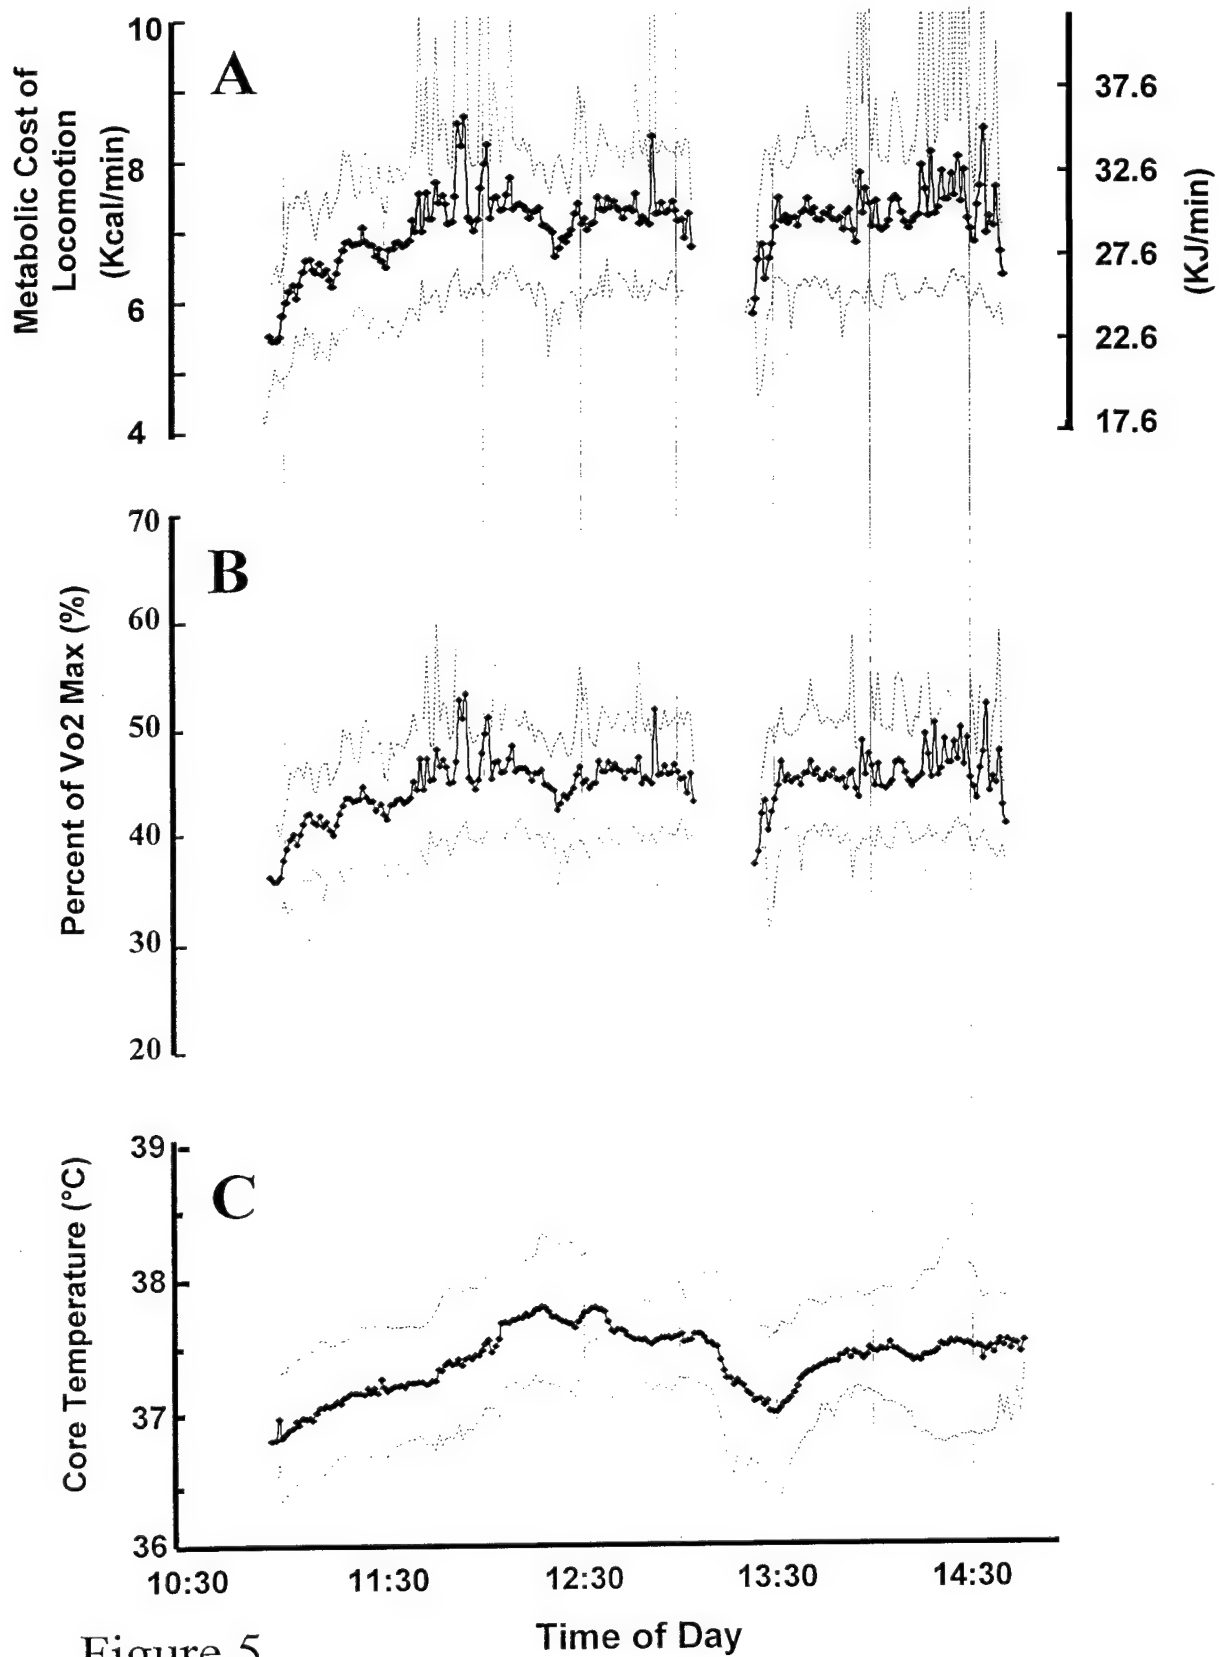 A
Metabolic Cost of
Locomotion
(Kcal/min)
10
8
6
4
37.6
32.6
27.6
22.6
17.6
(KJ/min)
B
Percent of Vo2 Max (%)
70
60
50
40
30
20
C
Core Temperature (°C)
39
38
37
36
10:30 11:30 12:30 13:30 14:30
Time of Day
Figure 5